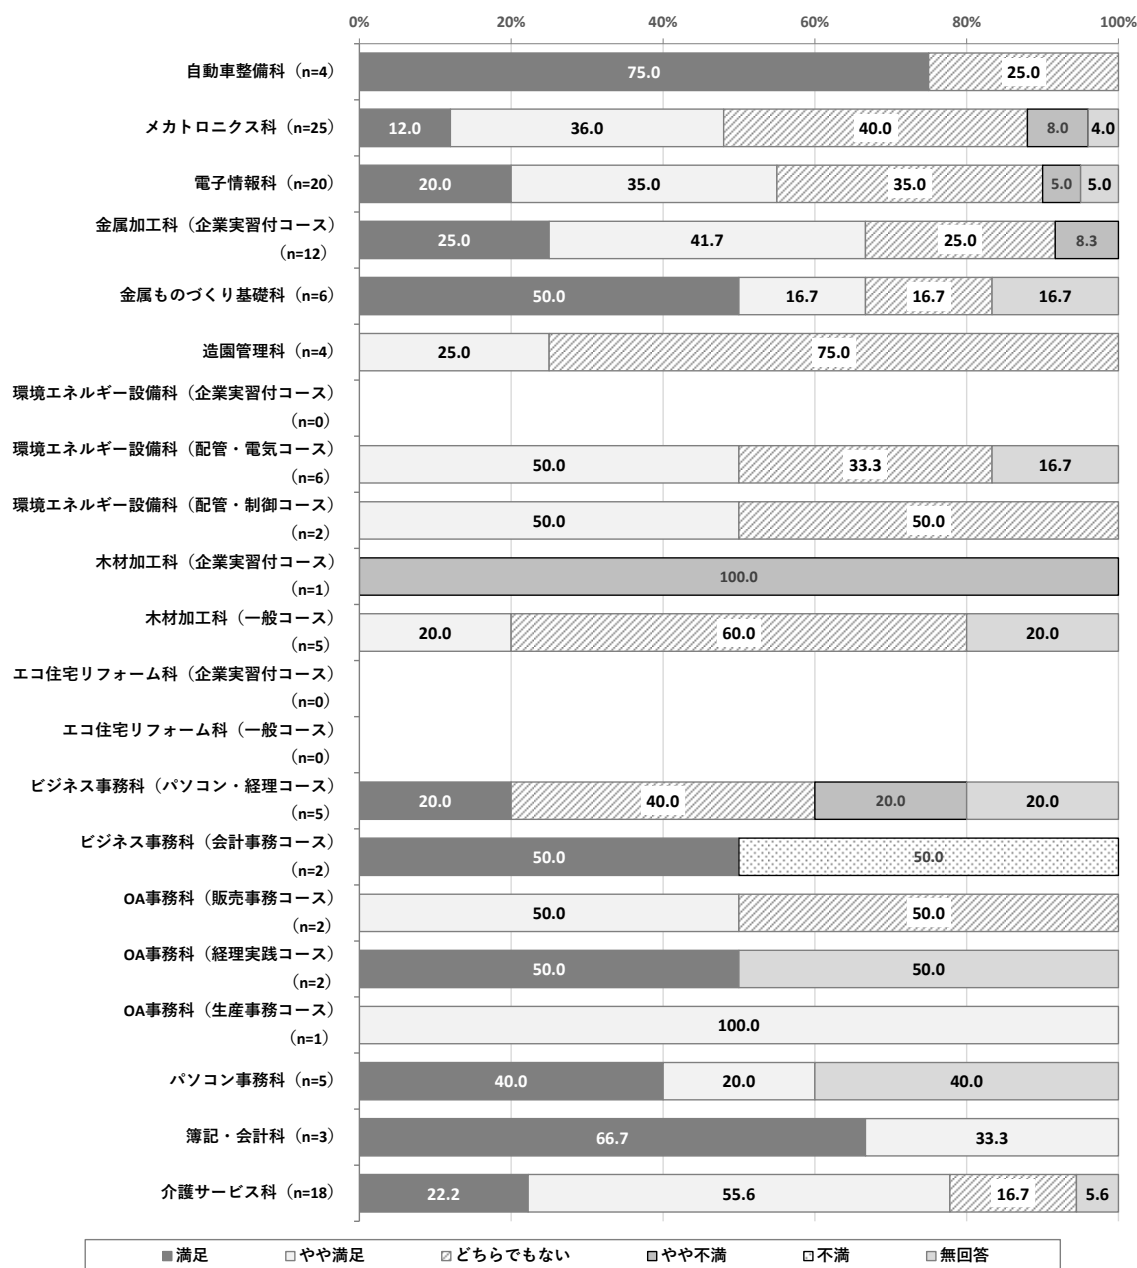 0% 20% 40% 60% 80% 100%
自動車整備科（n=4） 75.0 25.0
メカトロニクス科（n=25） 12.0 36.0 40.0 8.0 4.0
電子情報科（n=20） 20.0 35.0 35.0 5.0 5.0
金属加工科（企業実習付コース）
（n=12） 25.0 41.7 25.0 8.3
金属ものづくり基礎科（n=6） 50.0 16.7 16.7 16.7
造園管理科（n=4） 25.0 75.0
環境エネルギー設備科（企業実習付コース）
（n=0）
環境エネルギー設備科（配管・電気コース）
（n=6） 50.0 33.3 16.7
環境エネルギー設備科（配管・制御コース）
（n=2） 50.0 50.0
木材加工科（企業実習付コース）
（n=1） 100.0
木材加工科（一般コース）
（n=5） 20.0 60.0 20.0
エコ住宅リフォーム科（企業実習付コース）
（n=0）
エコ住宅リフォーム科（一般コース）
（n=0）
ビジネス事務科（パソコン・経理コース）
（n=5） 20.0 40.0 20.0 20.0
ビジネス事務科（会計事務コース）
（n=2） 50.0 50.0
OA事務科（販売事務コース）
（n=2） 50.0 50.0
OA事務科（経理実践コース）
（n=2） 50.0 50.0
OA事務科（生産事務コース）
（n=1） 100.0
パソコン事務科（n=5） 40.0 20.0 40.0
簿記・会計科（n=3） 66.7 33.3
介護サービス科（n=18） 22.2 55.6 16.7 5.6
満足 やや満足 どちらでもない やや不満 不満 無回答